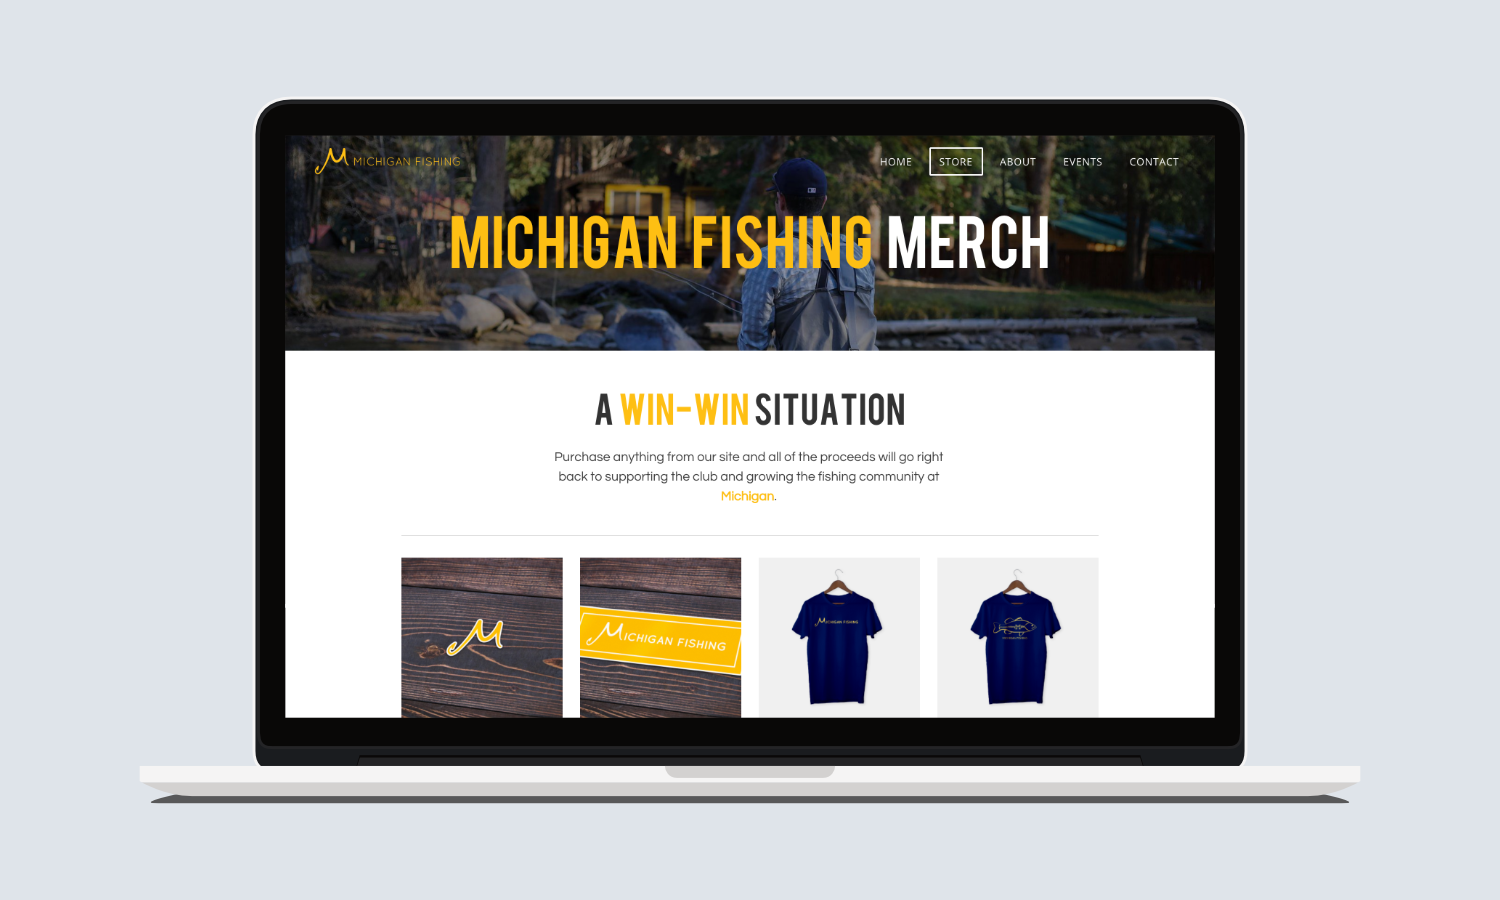 MICHIGAN FISHING
HOME STORE ABOUT EVENTS CONTACT
MICHIGAN FISHING MERCH
A WIN-WIN SITUATION
Purchase anything from our site and all of the proceeds will go right
back to supporting the club and growing the fishing community at
Michigan.
M
MICHIGAN FISHING
MICHIGAN FISHING